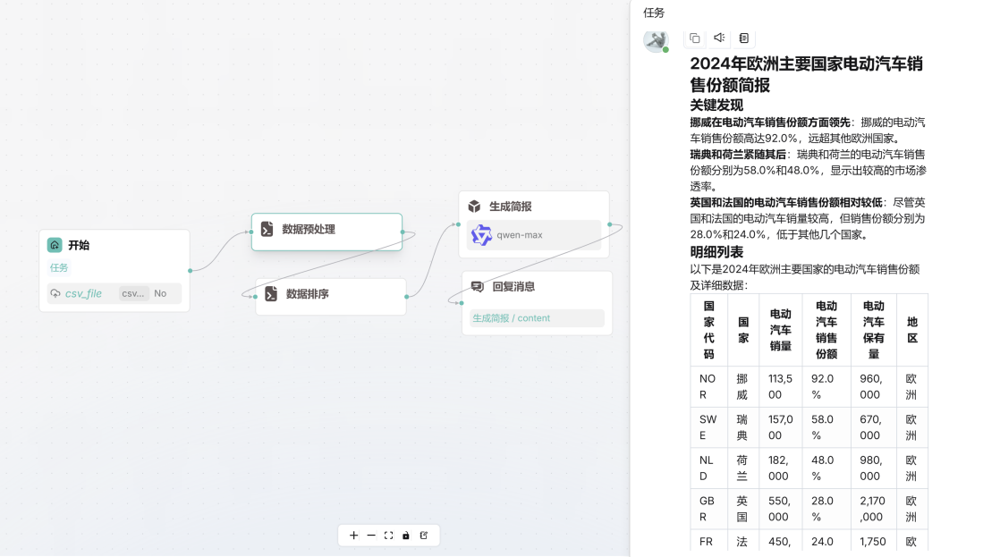 任务
2024年欧洲主要国家电动汽车销
售份额简报
关键发现
挪威在电动汽车销售份额方面领先：挪威的电动汽
车销售份额高达92.0%，远超其他欧洲国家。
瑞典和荷兰紧随其后：瑞典和荷兰的电动汽车销售
份额分别为58.0%和48.0%，显示出较高的市场渗
透率。
英国和法国的电动汽车销售份额相对较低：尽管英
国和法国的电动汽车销量较高，但销售份额分别为
28.0%和24.0%，低于其他几个国家。
明细列表
以下是2024年欧洲主要国家的电动汽车销售份额
及详细数据：
国家代码 国家 电动汽车销量 电动汽车销售份额 电动汽车保有量 地区
NOR 挪威 113,500 92.0% 960,000 欧洲
SWE 瑞典 157,000 58.0% 670,000 欧洲
NLD 荷兰 182,000 48.0% 980,000 欧洲
GBR 英国 550,000 28.0% 2,170,000 欧洲
FR 法 450, 24.0 1,750 欧
开始
任务
csv_file csv... No
数据预处理
数据排序
生成简报
qwen-max
回复消息
生成简报 / content